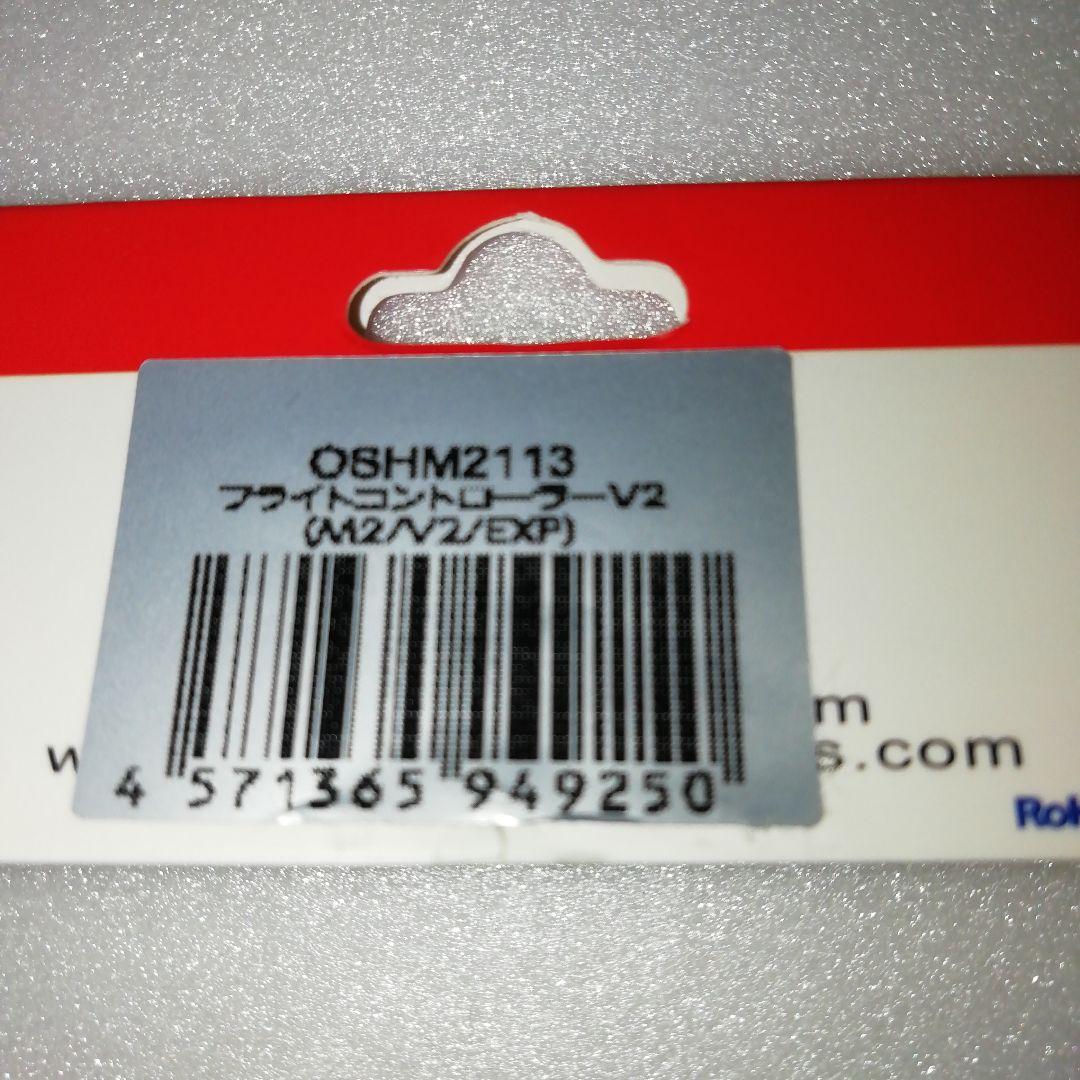 OSHM2113
フライトコントローラーV2
(M2/V2/EXP)
m
w s.com
4 571365 949250
RoH